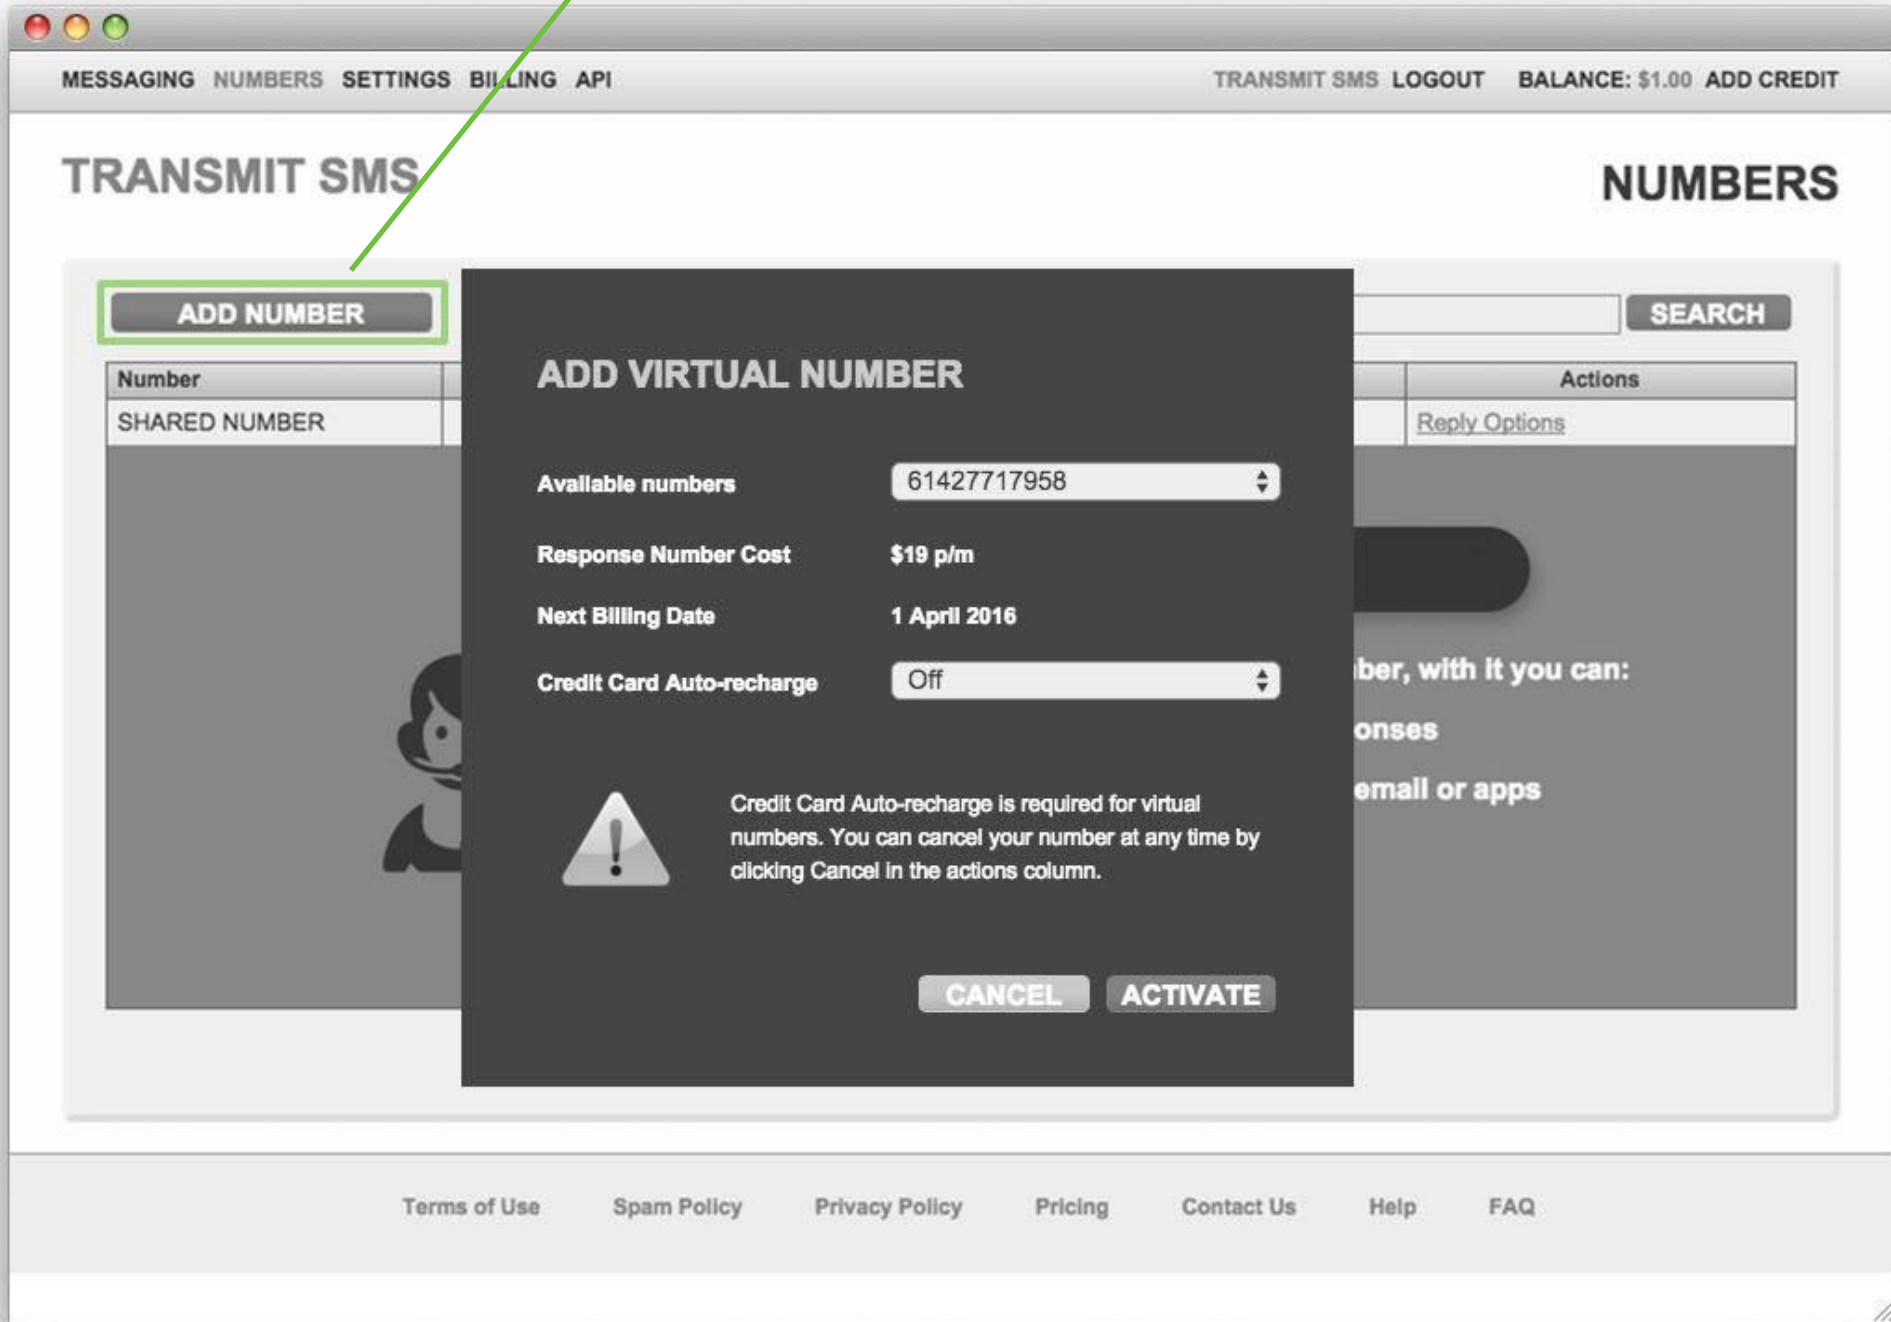 MESSAGING NUMBERS SETTINGS BILLING API TRANSMIT SMS LOGOUT BALANCE: $1.00 ADD CREDIT
TRANSMIT SMS
NUMBERS
ADD NUMBER
SEARCH
Number
Actions
SHARED NUMBER
Reply Options
ADD VIRTUAL NUMBER
Available numbers 61427717958
Response Number Cost $19 p/m
Next Billing Date 1 April 2016
Credit Card Auto-recharge Off
Credit Card Auto-recharge is required for virtual
numbers. You can cancel your number at any time by
clicking Cancel in the actions column.
CANCEL ACTIVATE
with it you can:
email or apps
Terms of Use Spam Policy Privacy Policy Pricing Contact Us Help FAQ